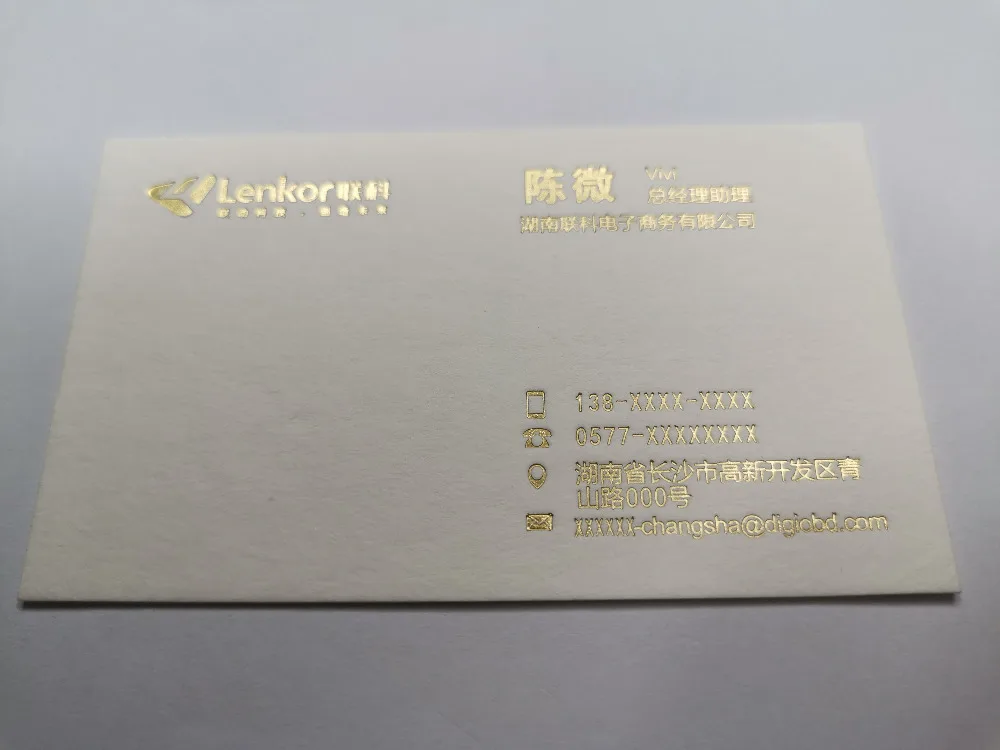 Lenkor联科
陈微 Vivi
总经理助理
湖南联科电子商务有限公司
138-XXXX-XXXX
0577-XXXXXXXX
湖南省长沙市高新开发区青
山路000号
XXXXXX-changsha@digiobd.com